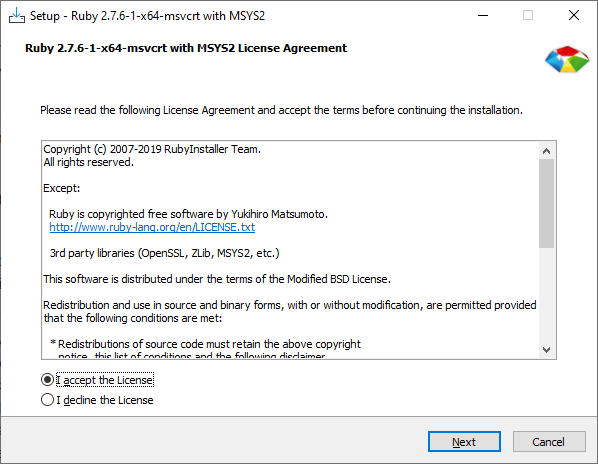 Setup - Ruby 2.7.6-1-x64-msvcrt with MSYS2
Ruby 2.7.6-1-x64-msvcrt with MSYS2 License Agreement
Please read the following License Agreement and accept the terms before continuing the installation.
Copyright (c) 2007-2019 RubyInstaller Team.
All rights reserved.
Except:
Ruby is copyrighted free software by Yukihiro Matsumoto.
http://www.ruby-lang.org/en/LICENSE.txt
3rd party libraries (OpenSSL, ZLib, MSYS2, etc.)
This software is distributed under the terms of the Modified BSD License.
Redistribution and use in source and binary forms, with or without modification, are permitted provided
that the following conditions are met:
* Redistributions of source code must retain the above copyright
notice, this list of conditions and the following disclaimer.
I accept the License
I decline the License
Next
Cancel